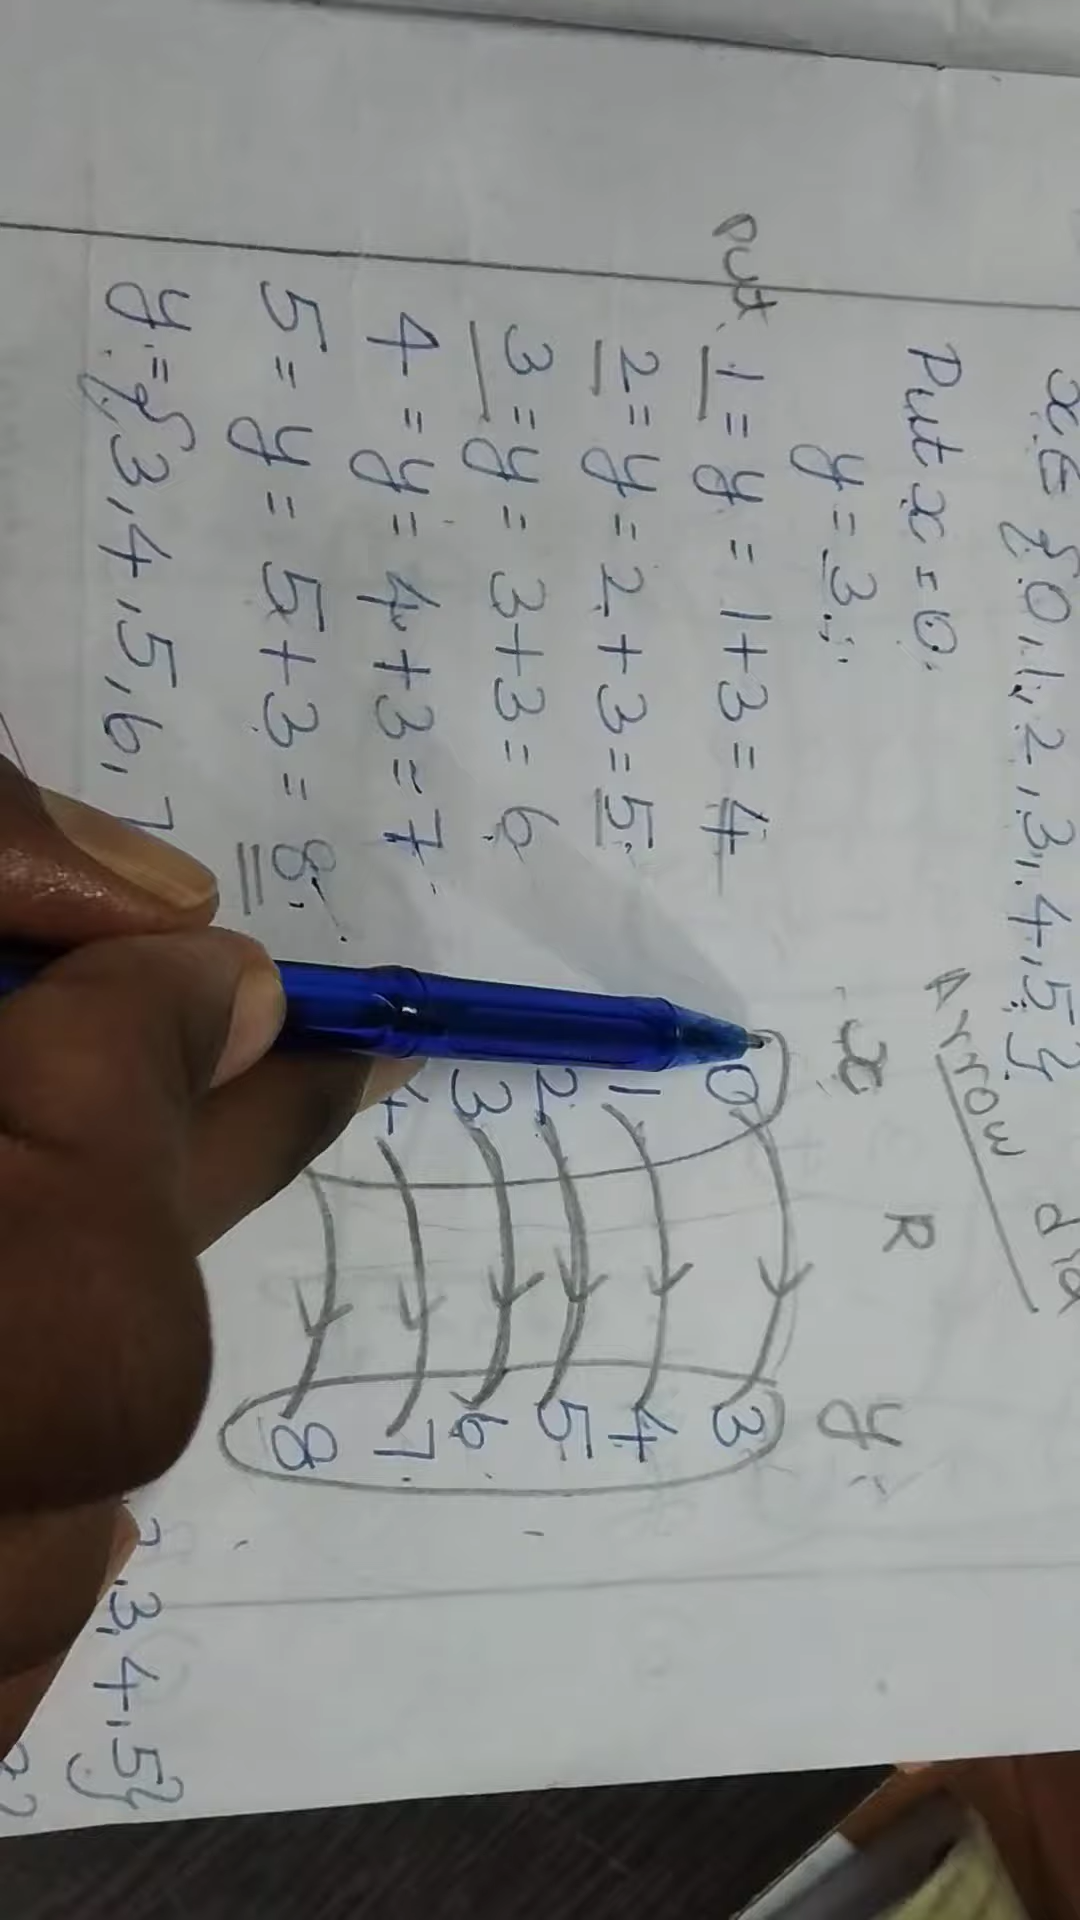 x ∈ {0,1,2,3,4,5}
Put x = 0.
y = 3.
put 1 = y = 1+3 = 4
2 = y = 2+3 = 5.
3 = y = 3+3 = 6
4 = y = 4+3 = 7
5 = y = 5+3 = 8.
y = {3,4,5,6,7
Arrow
x R y
0 3
1 4
2 5
3 6
4 7
8
,3,4,5}